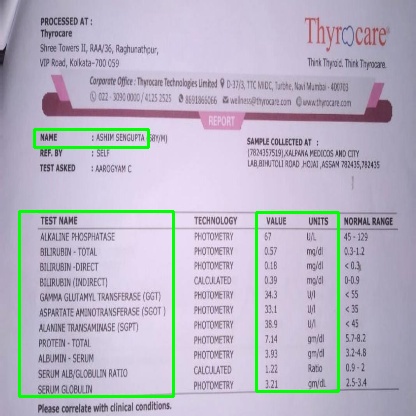 PROCESSED AT :
Thyrocare
Shree Towers II, RAA/36, Raghunathpur,
VIP Road, Kolkata-700 059
Thyrocare®
Think Thyroid. Think Thyrocare.
Corporate Office : Thyrocare Technologies Limited D-37/3, TTC MIDC, Turbhe, Navi Mumbai - 400703
022 - 3090 0000 / 4125 2525 8691866066 wellness@thyrocare.com www.thyrocare.com
REPORT
NAME : ASHIM SENGUPTA
REF. BY : SELF
TEST ASKED : AAROGYAM C
SAMPLE COLLECTED AT :
(7824357519),KALPANA MEDICOS AND CITY
LAB,BIHUTOLI ROAD ,HOJAI ,ASSAM 782435,782435
TEST NAME TECHNOLOGY VALUE UNITS NORMAL RANGE
ALKALINE PHOSPHATASE PHOTOMETRY 67 U/L 45 - 129
BILIRUBIN - TOTAL PHOTOMETRY 0.57 mg/dl 0.3-1.2
BILIRUBIN -DIRECT PHOTOMETRY 0.18 mg/dl < 0.3
BILIRUBIN (INDIRECT) CALCULATED 0.39 mg/dl 0-0.9
GAMMA GLUTAMYL TRANSFERASE (GGT) PHOTOMETRY 34.3 U/l < 55
ASPARTATE AMINOTRANSFERASE (SGOT ) PHOTOMETRY 33.1 U/l < 35
ALANINE TRANSAMINASE (SGPT) PHOTOMETRY 38.9 U/l < 45
PROTEIN - TOTAL PHOTOMETRY 7.14 gm/dl 5.7-8.2
ALBUMIN - SERUM PHOTOMETRY 3.93 gm/dl 3.2-4.8
SERUM ALB/GLOBULIN RATIO CALCULATED 1.22 Ratio 0.9 - 2
SERUM GLOBULIN PHOTOMETRY 3.21 gm/dL 2.5-3.4
Please correlate with clinical conditions.